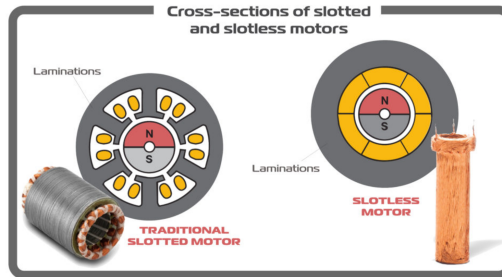 Cross-sections of slotted
and slotless motors
Laminations
N
S
TRADITIONAL
SLOTTED MOTOR
N
S
Laminations
SLOTLESS
MOTOR